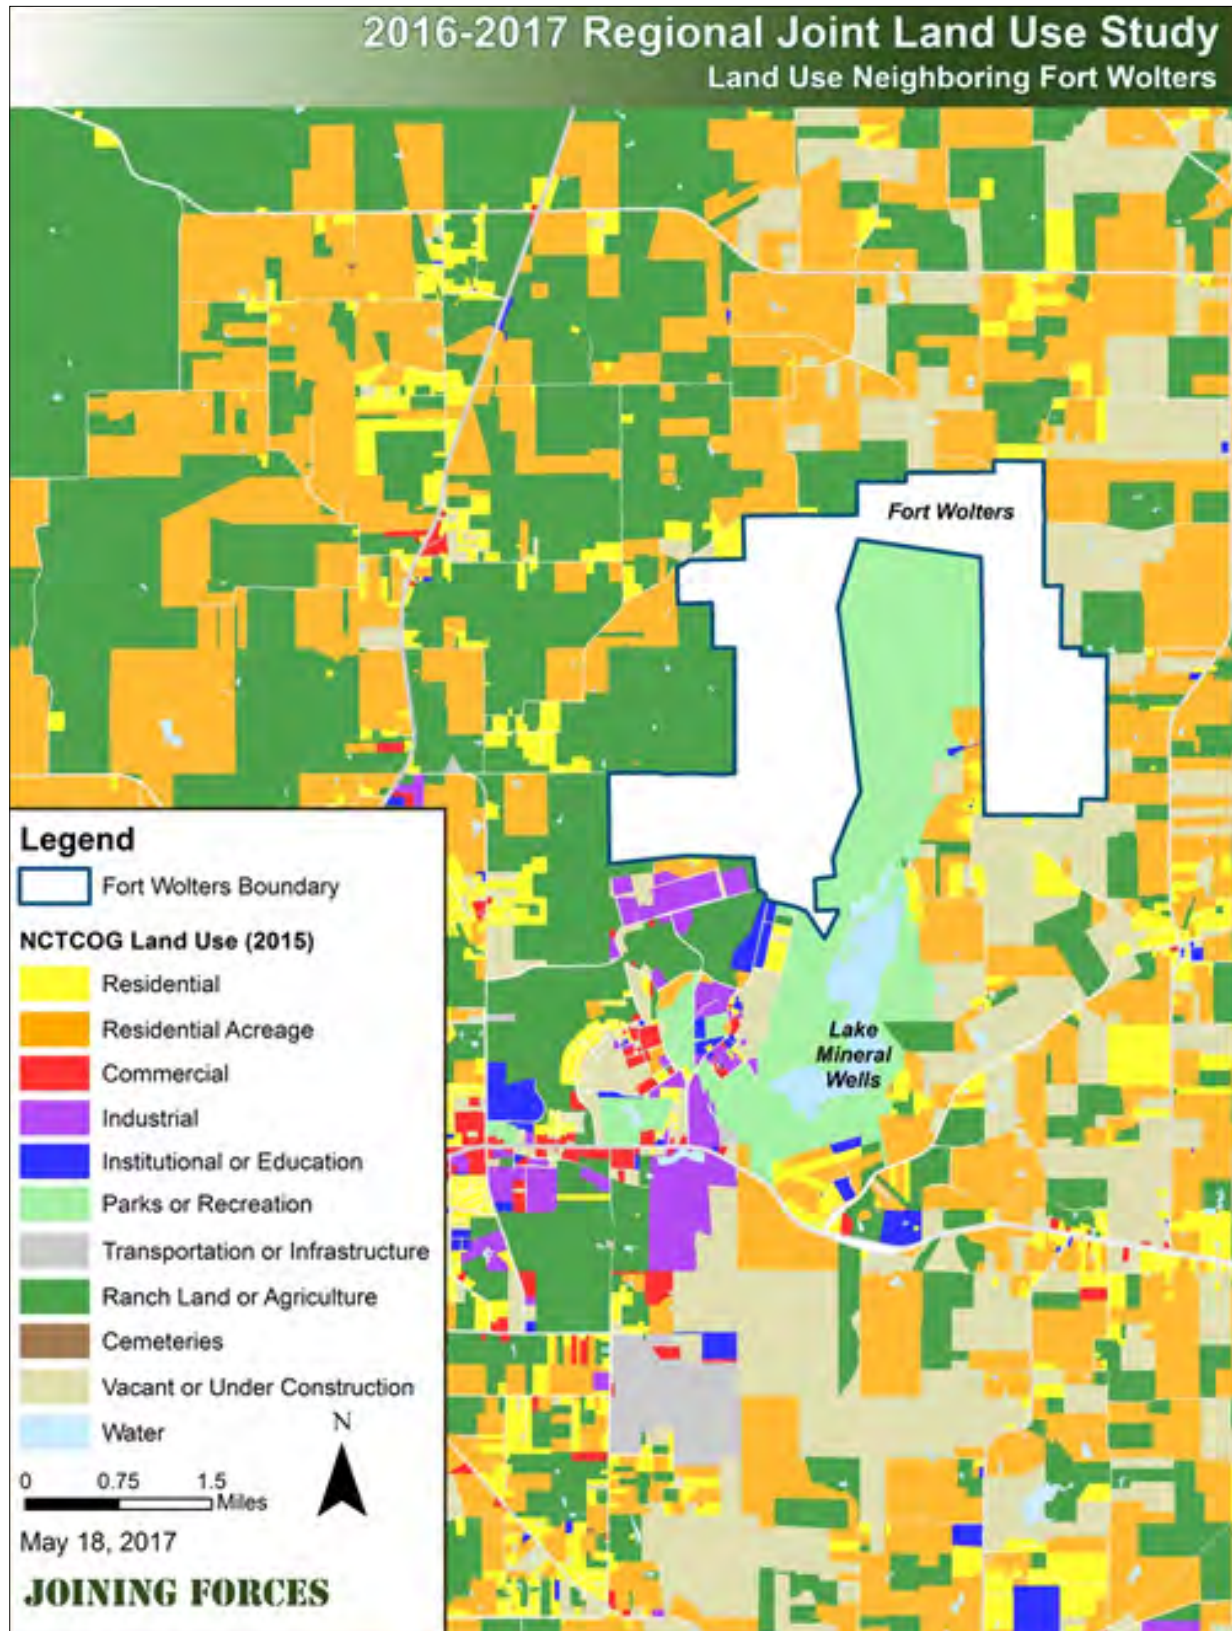 2016-2017 Regional Joint Land Use Study
Land Use Neighboring Fort Wolters
Fort Wolters
Lake
Mineral
Wells
Legend
Fort Wolters Boundary
NCTCOG Land Use (2015)
Residential
Residential Acreage
Commercial
Industrial
Institutional or Education
Parks or Recreation
Transportation or Infrastructure
Ranch Land or Agriculture
Cemeteries
Vacant or Under Construction
Water
N
0 0.75 1.5
Miles
May 18, 2017
JOINING FORCES